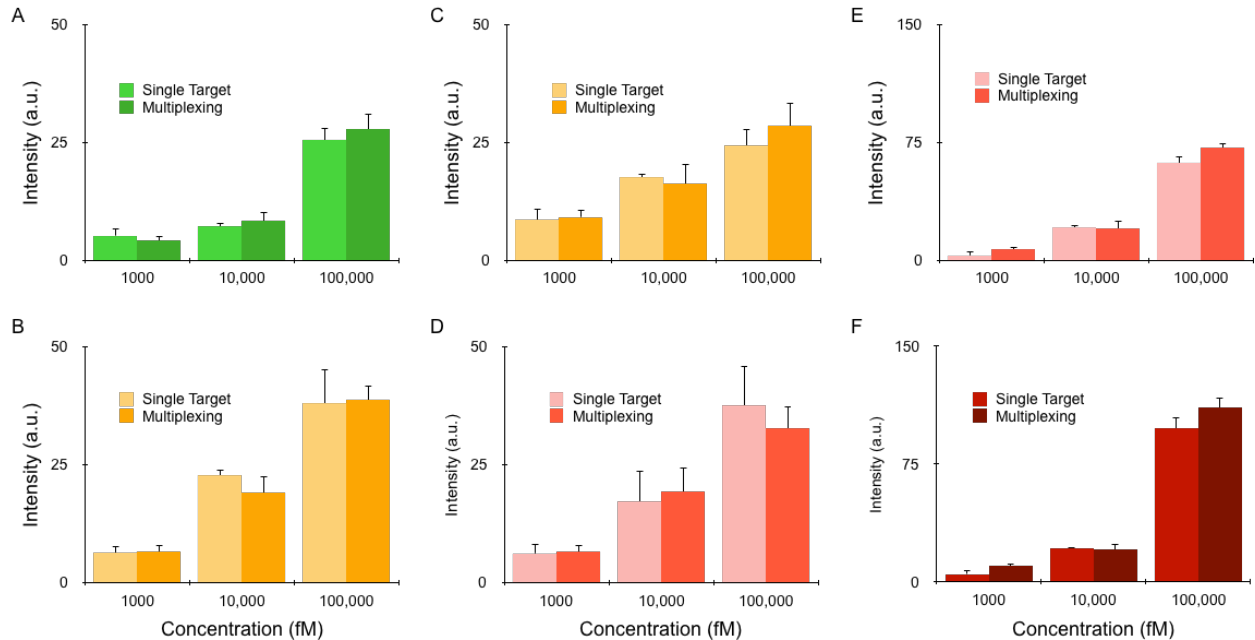 A
50
25
0
Intensity (a.u.)
Single Target
Multiplexing
1000
10,000
100,000
C
50
25
0
Intensity (a.u.)
Single Target
Multiplexing
1000
10,000
100,000
E
150
75
0
Intensity (a.u.)
Single Target
Multiplexing
1000
10,000
100,000
B
50
25
0
Intensity (a.u.)
Single Target
Multiplexing
1000
10,000
100,000
Concentration (fM)
D
50
25
0
Intensity (a.u.)
Single Target
Multiplexing
1000
10,000
100,000
Concentration (fM)
F
150
75
0
Intensity (a.u.)
Single Target
Multiplexing
1000
10,000
100,000
Concentration (fM)